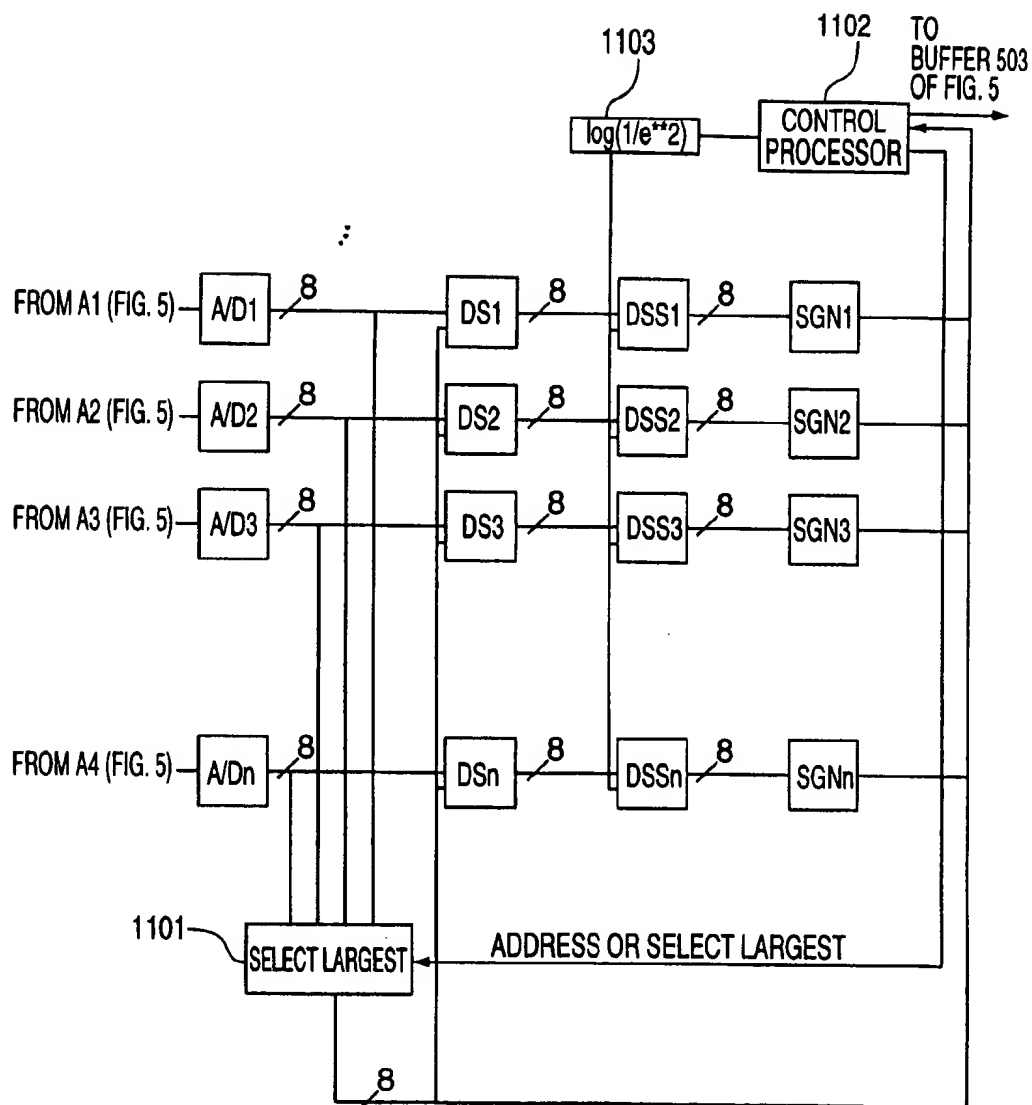 1103
1102
TO
BUFFER 503
OF FIG. 5
log(1/e**2)
CONTROL
PROCESSOR
FROM A1 (FIG. 5)
A/D1
8
DS1
8
DSS1
8
SGN1
FROM A2 (FIG. 5)
A/D2
8
DS2
8
DSS2
8
SGN2
FROM A3 (FIG. 5)
A/D3
8
DS3
8
DSS3
8
SGN3
FROM A4 (FIG. 5)
A/Dn
8
DSn
8
DSSn
8
SGNn
1101
SELECT LARGEST
ADDRESS OR SELECT LARGEST
8